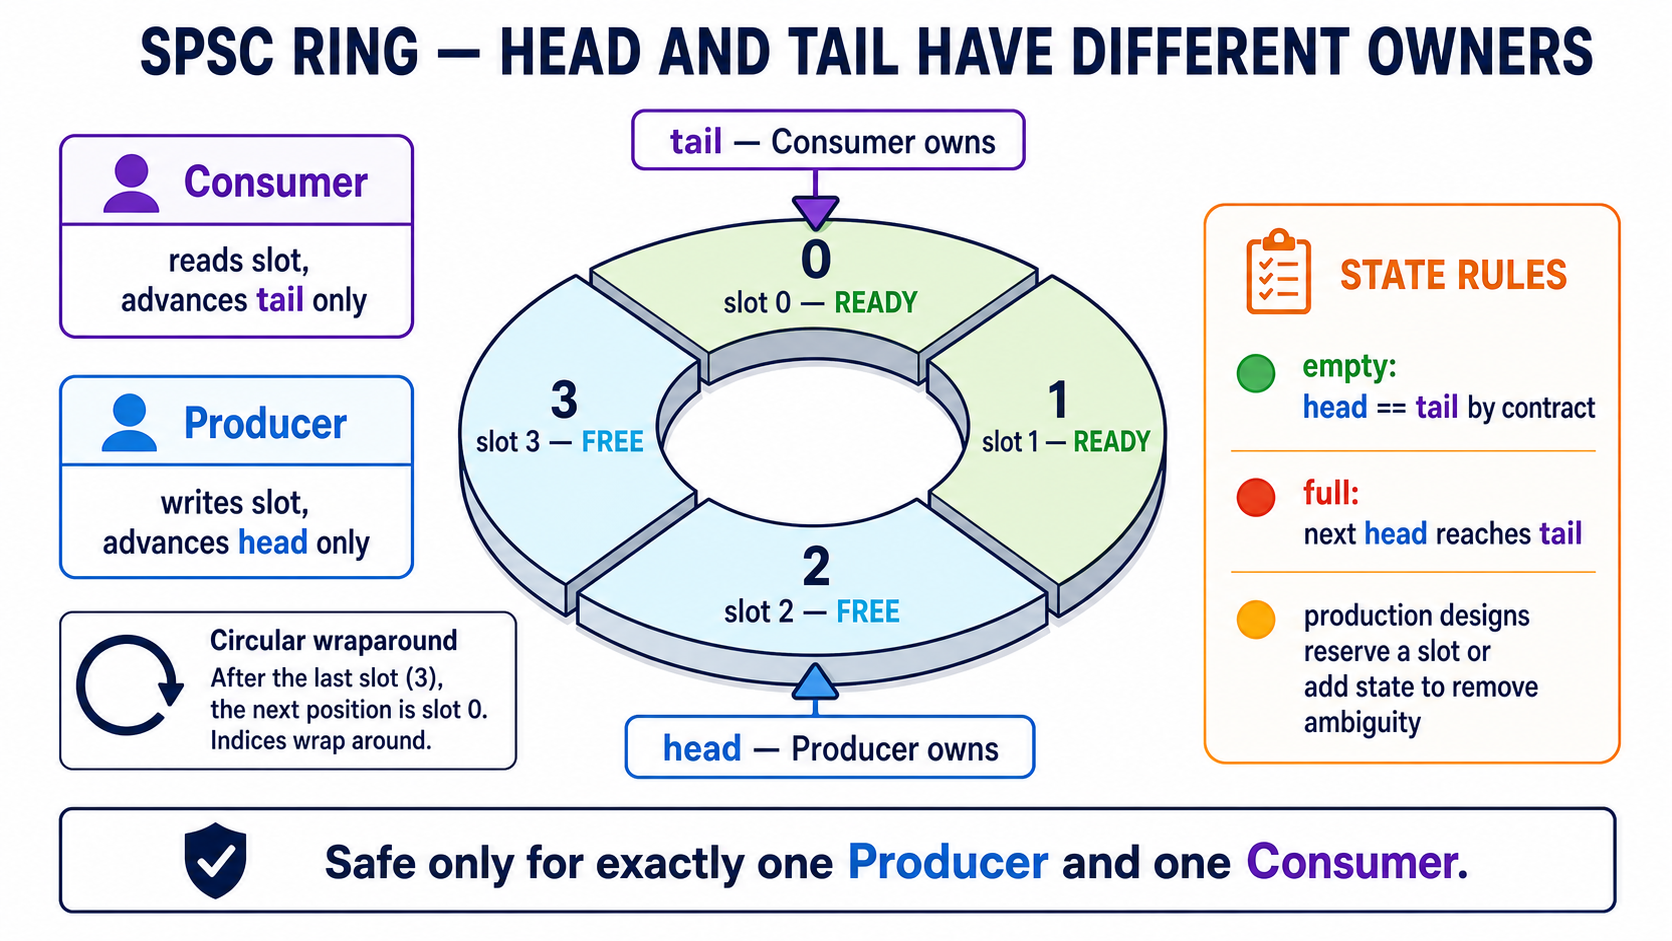 SPSC RING — HEAD AND TAIL HAVE DIFFERENT OWNERS
Consumer
reads slot,
advances tail only
Producer
writes slot,
advances head only
Circular wraparound
After the last slot (3),
the next position is slot 0.
Indices wrap around.
tail — Consumer owns
0
slot 0 — READY
3
slot 3 — FREE
1
slot 1 — READY
2
slot 2 — FREE
head — Producer owns
STATE RULES
empty:
head == tail by contract
full:
next head reaches tail
production designs
reserve a slot or
add state to remove
ambiguity
Safe only for exactly one Producer and one Consumer.